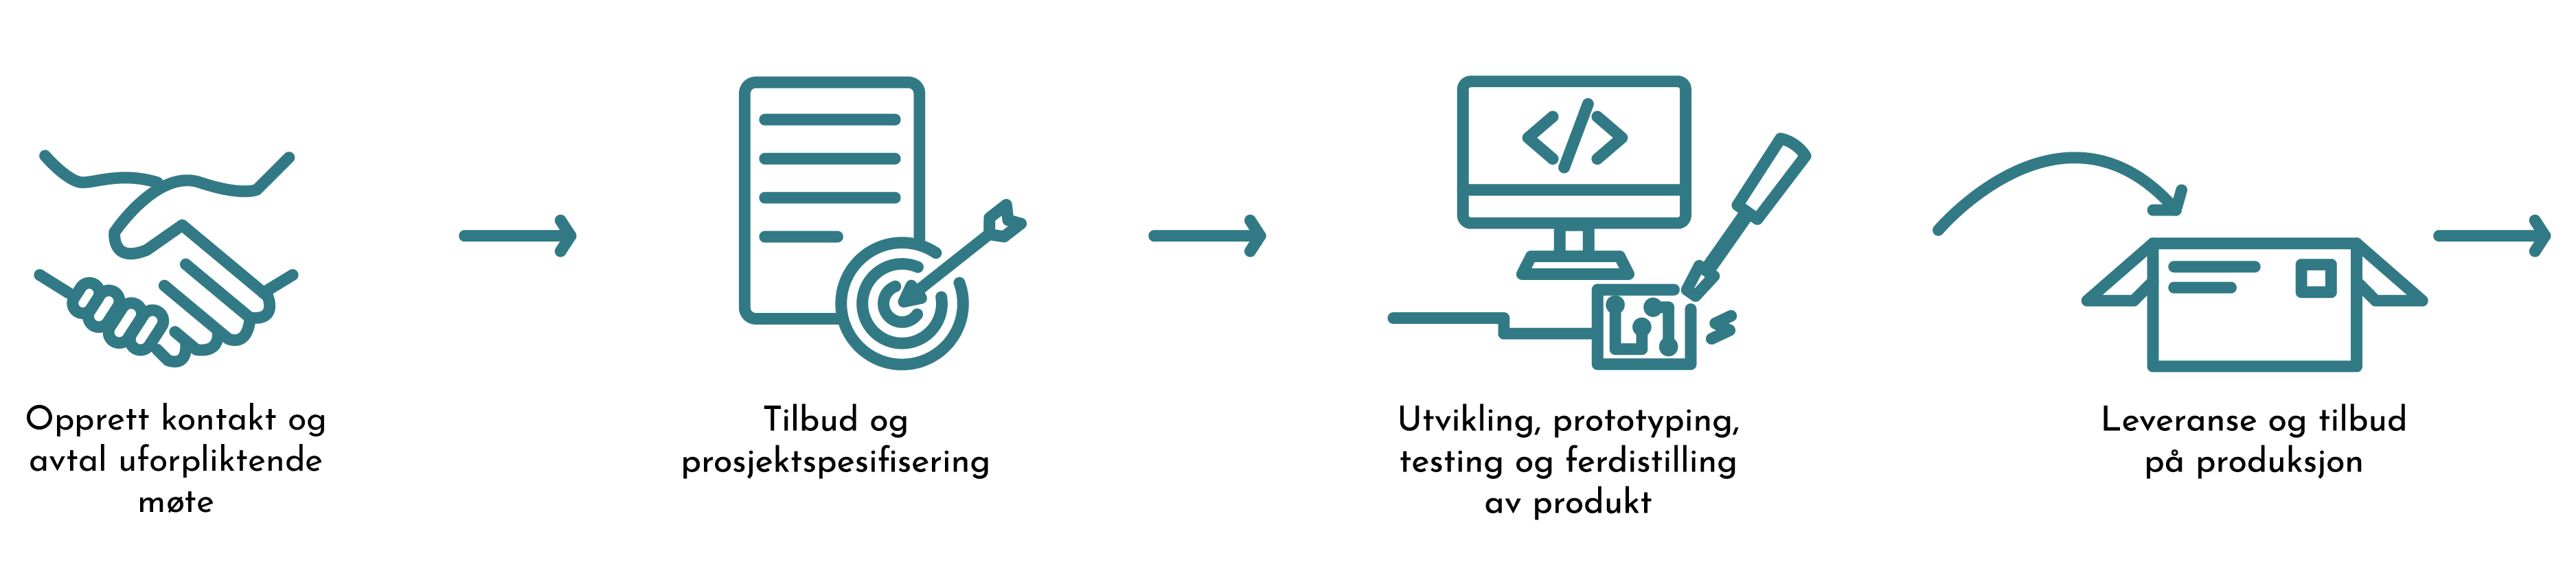 Opprett kontakt og
avtal uforpliktende
møte
Tilbud og
prosjektspesifisering
Utvikling, prototyping,
testing og ferdistilling
av produkt
Leveranse og tilbud
på produksjon